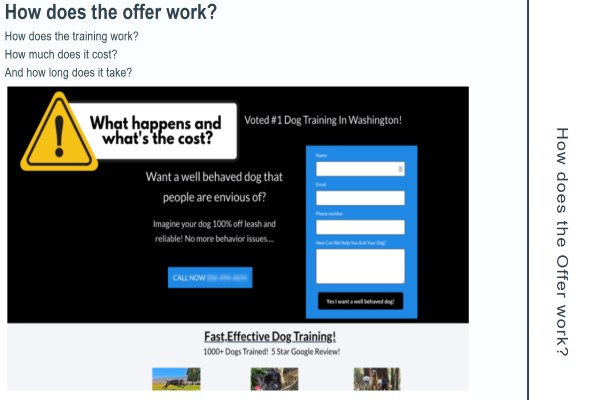 How does the offer work?
How does the training work?
How much does it cost?
And how long does it take?
What happens and
what's the cost?
Voted #1 Dog Training In Washington!
Want a well behaved dog that
people are envious of?
Imagine your dog 100% off leash and
reliable! No more behavior issues...
CALL NOW
Name
Email
Phone number
How Can We Help You And Your Dog?
Yes I want a well behaved dog!
Fast,Effective Dog Training!
1000+ Dogs Trained! 5 Star Google Review!
How does the Offer work?